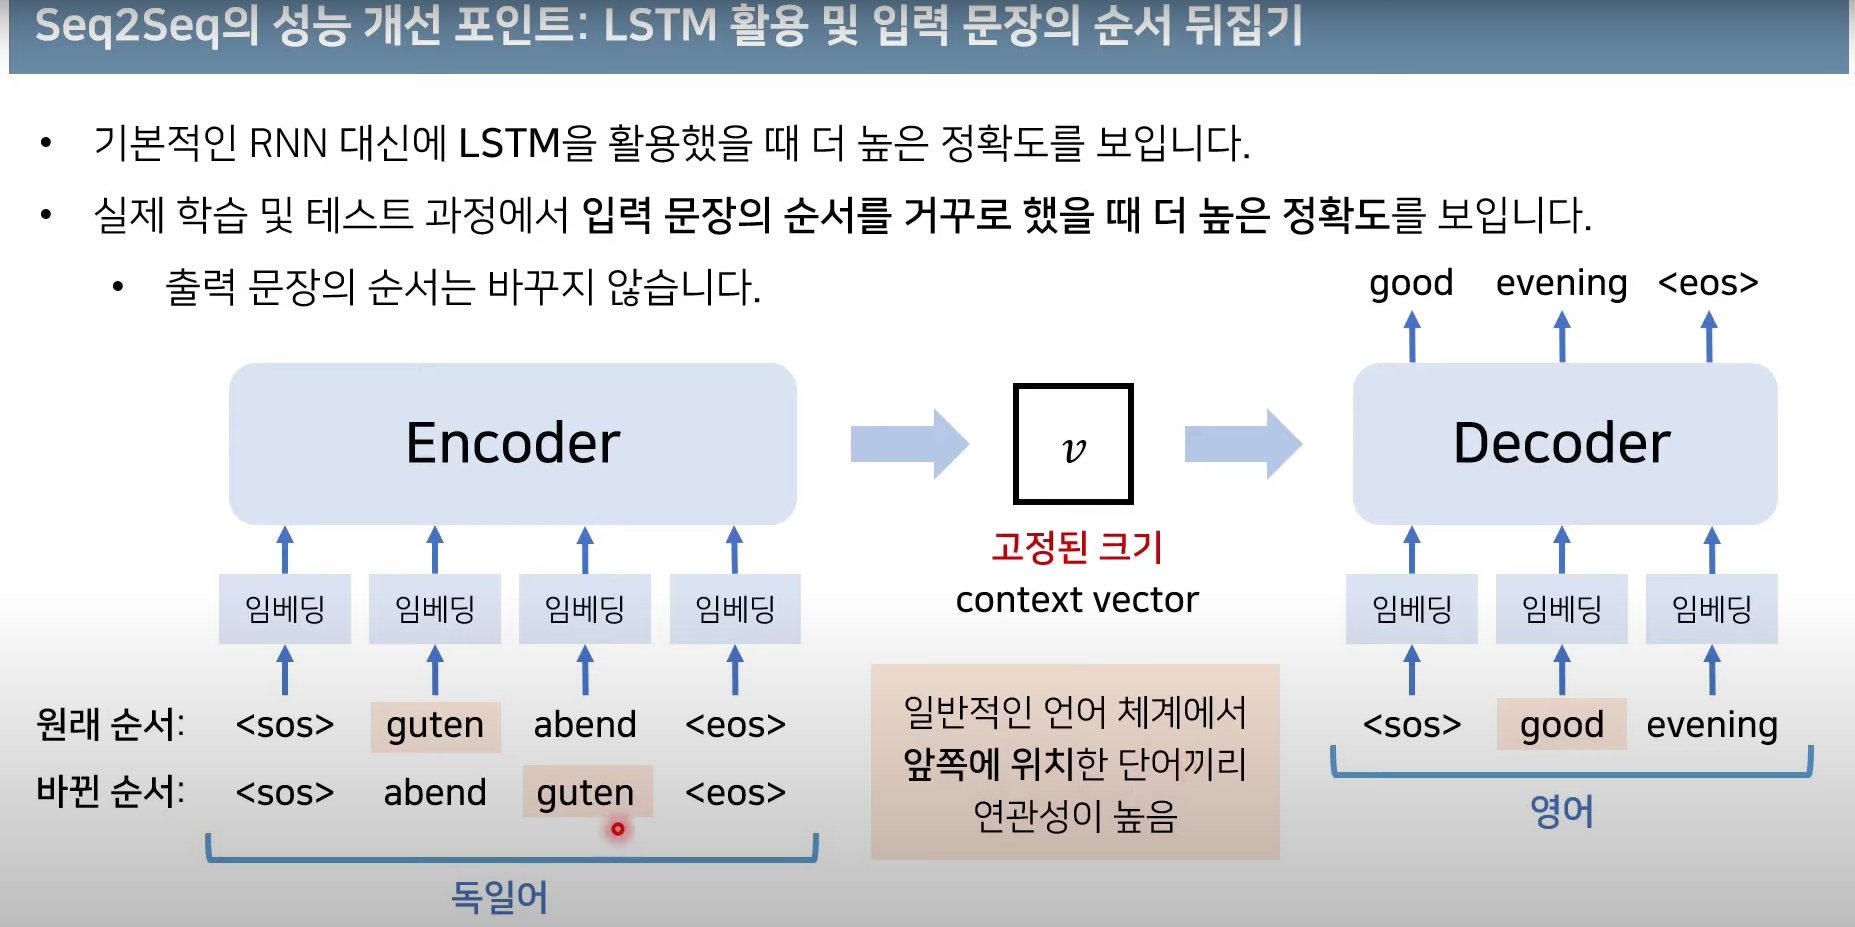 Seq2Seq의 성능 개선 포인트: LSTM 활용 및 입력 문장의 순서 뒤집기
• 기본적인 RNN 대신에 LSTM을 활용했을 때 더 높은 정확도를 보입니다.
• 실제 학습 및 테스트 과정에서 입력 문장의 순서를 거꾸로 했을 때 더 높은 정확도를 보입니다.
• 출력 문장의 순서는 바꾸지 않습니다.
good evening <eos>
Encoder
v
Decoder
고정된 크기
context vector
임베딩 임베딩 임베딩 임베딩
임베딩 임베딩 임베딩
원래 순서: <sos> guten abend <eos>
바뀐 순서: <sos> abend guten <eos>
독일어
일반적인 언어 체계에서
앞쪽에 위치한 단어끼리
연관성이 높음
<sos> good evening
영어